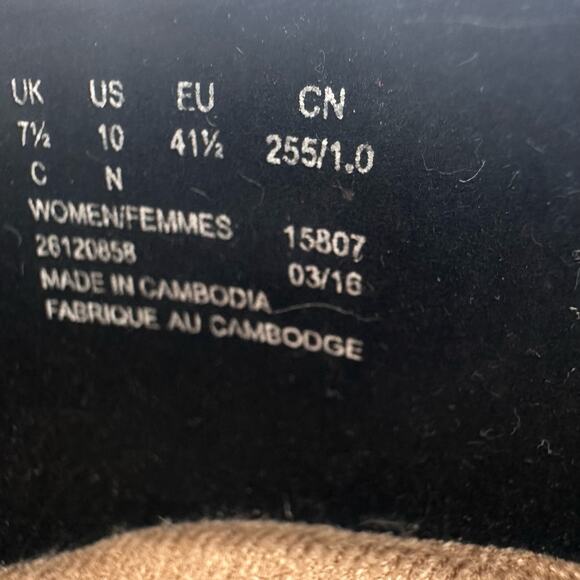 UK US EU CN
7½ 10 41½ 255/1.0
C N
WOMEN/FEMMES 15807
26120858 03/16
MADE IN CAMBODIA
FABRIQUE AU CAMBODGE